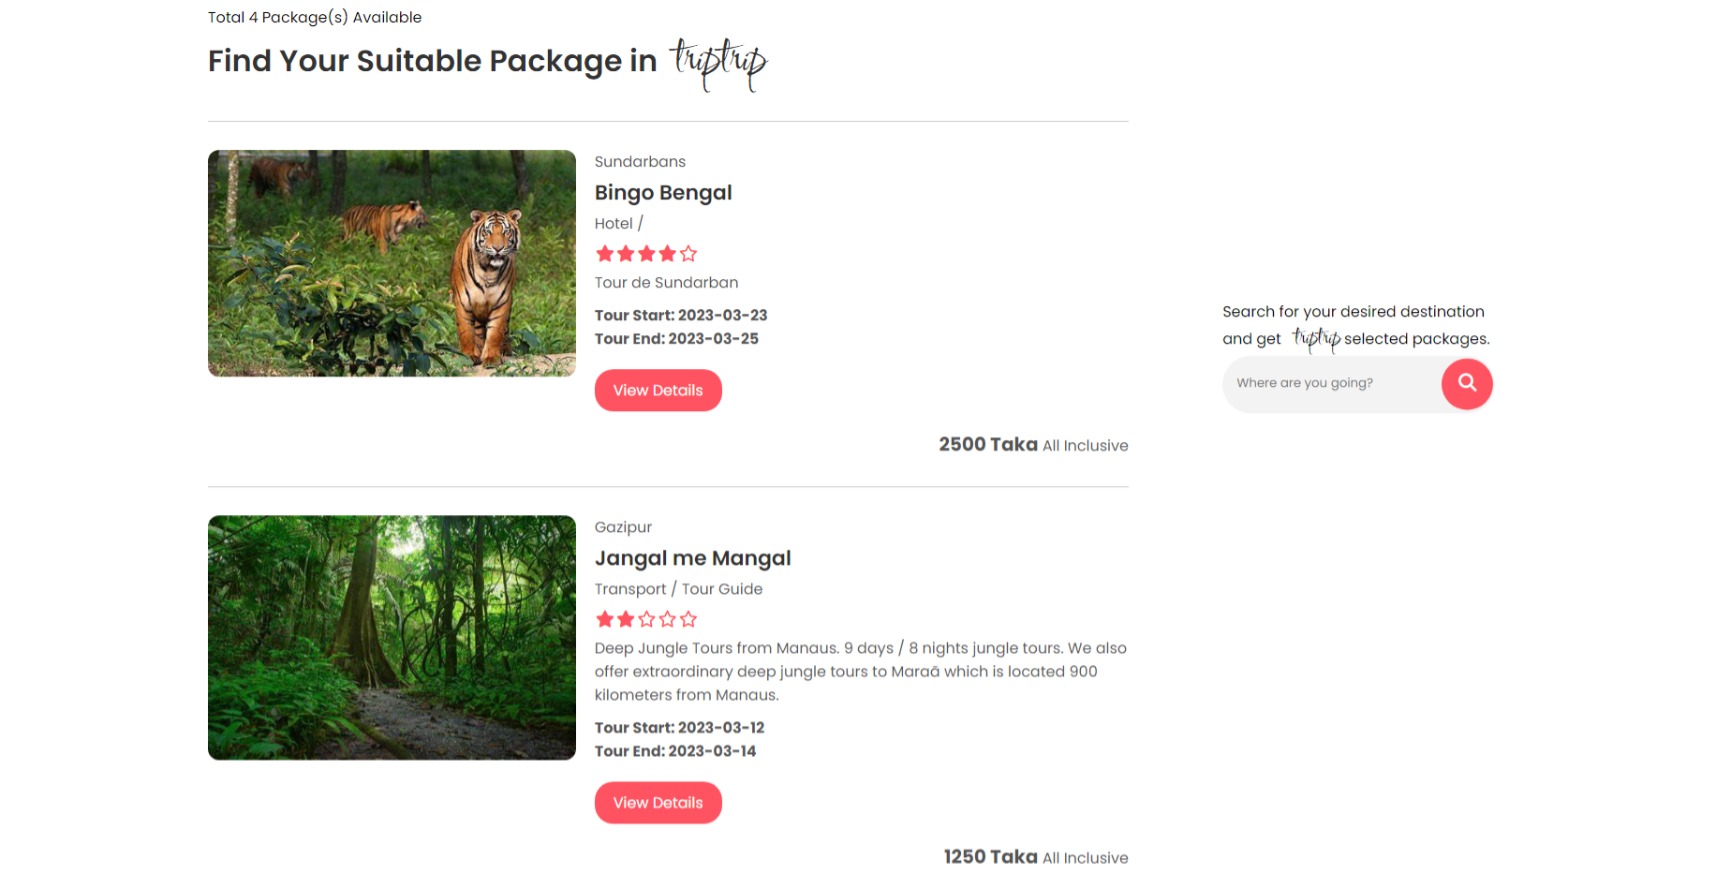 Total 4 Package(s) Available
Find Your Suitable Package in triptrip
Sundarbans
Bingo Bengal
Hotel /
Tour de Sundarban
Tour Start: 2023-03-23
Tour End: 2023-03-25
View Details
2500 Taka All Inclusive
Gazipur
Jangal me Mangal
Transport / Tour Guide
Deep Jungle Tours from Manaus. 9 days / 8 nights jungle tours. We also
offer extraordinary deep jungle tours to Maraã which is located 900
kilometers from Manaus.
Tour Start: 2023-03-12
Tour End: 2023-03-14
View Details
1250 Taka All Inclusive
Search for your desired destination
and get triptrip selected packages.
Where are you going?